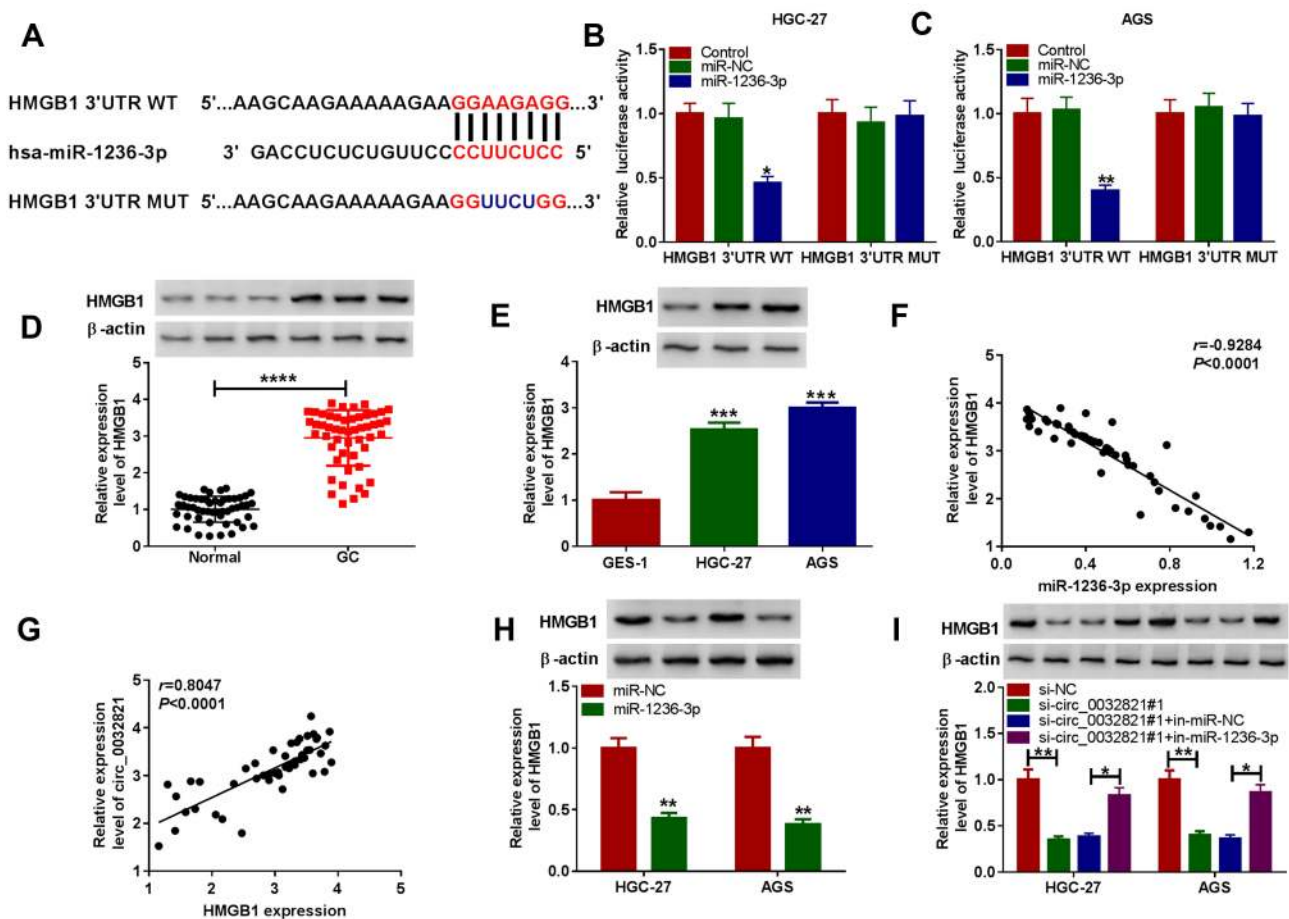 A
HMGB1 3'UTR WT 5'...AAGCAAGAAAAAGAAGGAAGAGG...3'
hsa-miR-1236-3p 3' GACCUCUCUGUUCCCCUUCUCC 5'
HMGB1 3'UTR MUT 5'...AAGCAAGAAAAAGAAGGUUCUGG...3'
B
HGC-27
Relative luciferase activity
1.5
1.0
0.5
0.0
Control
miR-NC
miR-1236-3p
*
HMGB1 3'UTR WT HMGB1 3'UTR MUT
C
AGS
Relative luciferase activity
1.5
1.0
0.5
0.0
Control
miR-NC
miR-1236-3p
**
HMGB1 3'UTR WT HMGB1 3'UTR MUT
D
HMGB1
β-actin
Relative expression
level of HMGB1
5
4
3
2
1
0
****
Normal GC
E
HMGB1
β-actin
Relative expression
level of HMGB1
4
3
2
1
0
*** ***
GES-1 HGC-27 AGS
F
r=-0.9284
P<0.0001
Relative expression
level of HMGB1
5
4
3
2
1
0.0 0.4 0.8 1.2
miR-1236-3p expression
G
r=0.8047
P<0.0001
Relative expression
level of circ_0032821
5
4
3
2
1
1 2 3 4 5
HMGB1 expression
H
HMGB1
β-actin
Relative expression
level of HMGB1
1.5
1.0
0.5
0.0
miR-NC
miR-1236-3p
** **
HGC-27 AGS
I
HMGB1
β-actin
Relative expression
level of HMGB1
2.0
1.5
1.0
0.5
0.0
si-NC
si-circ_0032821#1
si-circ_0032821#1+in-miR-NC
si-circ_0032821#1+in-miR-1236-3p
** * ** *
HGC-27 AGS